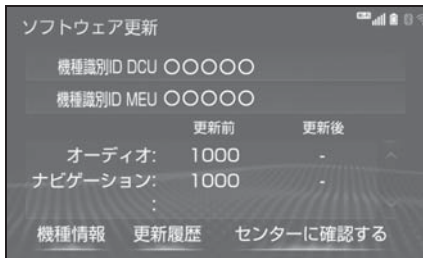 ソフトウェア更新
機種識別ID DCU ○○○○○
機種識別ID MEU ○○○○○
更新前 更新後
オーディオ: 1000 -
ナビゲーション: 1000 -
:
機種情報 更新履歴 センターに確認する